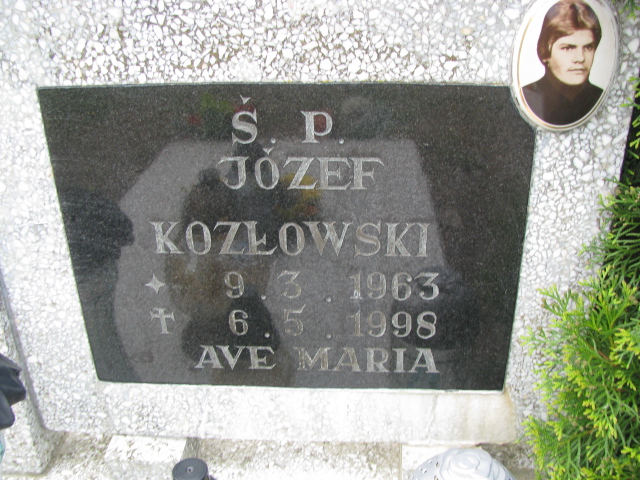 Ś. P.
JÓZEF
KOZŁOWSKI
✦ 9.3.1963
✝ 6.5.1998
AVE MARIA